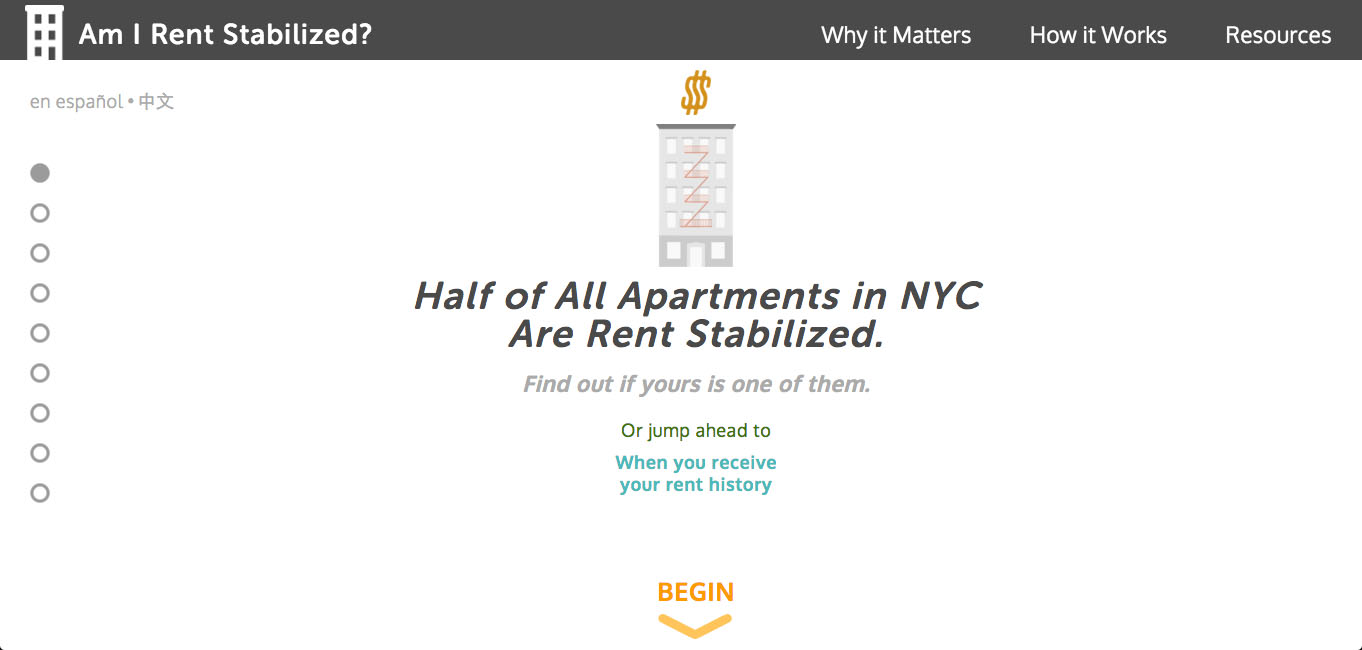 Am I Rent Stabilized?
Why it Matters
How it Works
Resources
en español • 中文
$$$
Half of All Apartments in NYC
Are Rent Stabilized.
Find out if yours is one of them.
Or jump ahead to
When you receive
your rent history
BEGIN